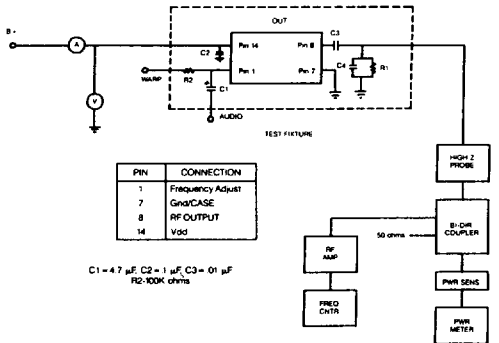 OUT
B +
A
C3
Pin 14
Pin 8
C2
C4
R1
Pin 1
Pin 7
WARP
R2
C1
V
AUDIO
TEST FIXTURE
HIGH Z
PROBE
PIN CONNECTION
1 Frequency Adjust
7 Gnd/CASE
8 RF OUTPUT
14 Vdd
50 ohms
BI-DIR
COUPLER
RF
AMP
C1 = 4.7 µF, C2 = .1 µF, C3 = .01 µF
R2-100K ohms
PWR SENS
FREQ
CNTR
PWR
METER